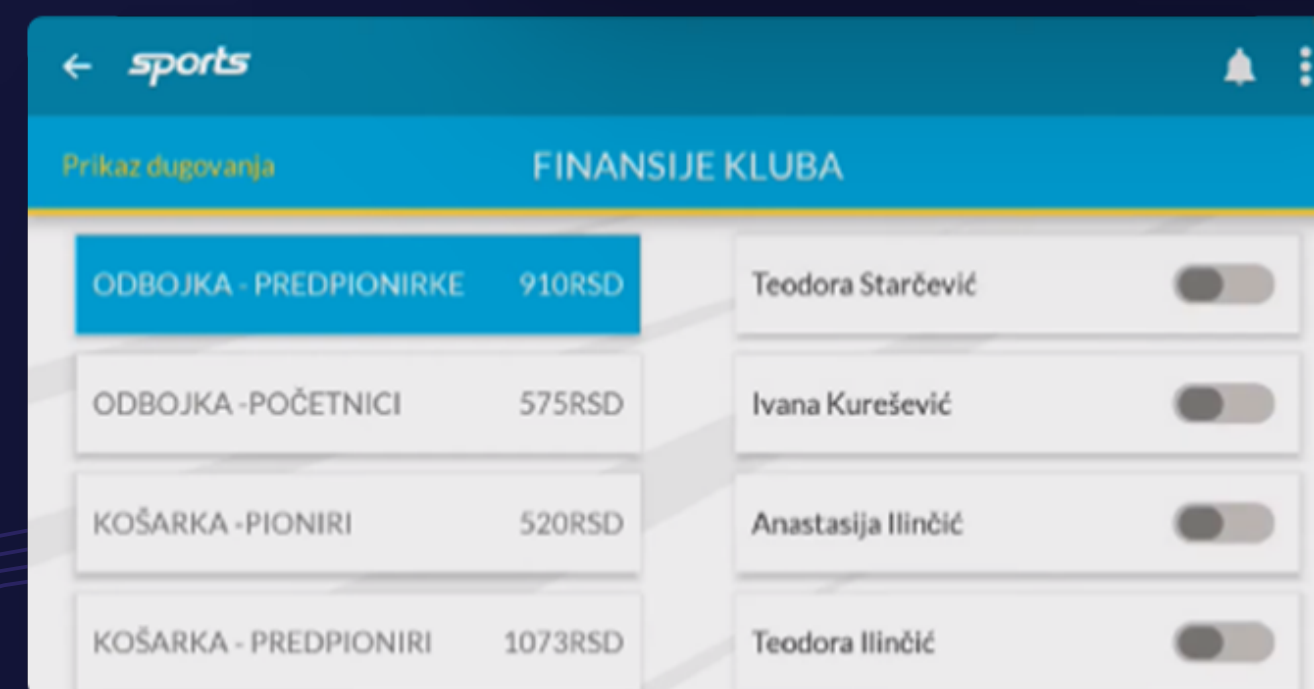 sports
Prikaz dugovanja
FINANSIJE KLUBA
ODBOJKA - PREDPIONIRKE 910RSD
ODBOJKA -POČETNICI 575RSD
KOŠARKA -PIONIRI 520RSD
KOŠARKA - PREDPIONIRI 1073RSD
Teodora Starčević
Ivana Kurešević
Anastasija Ilinčić
Teodora Ilinčić